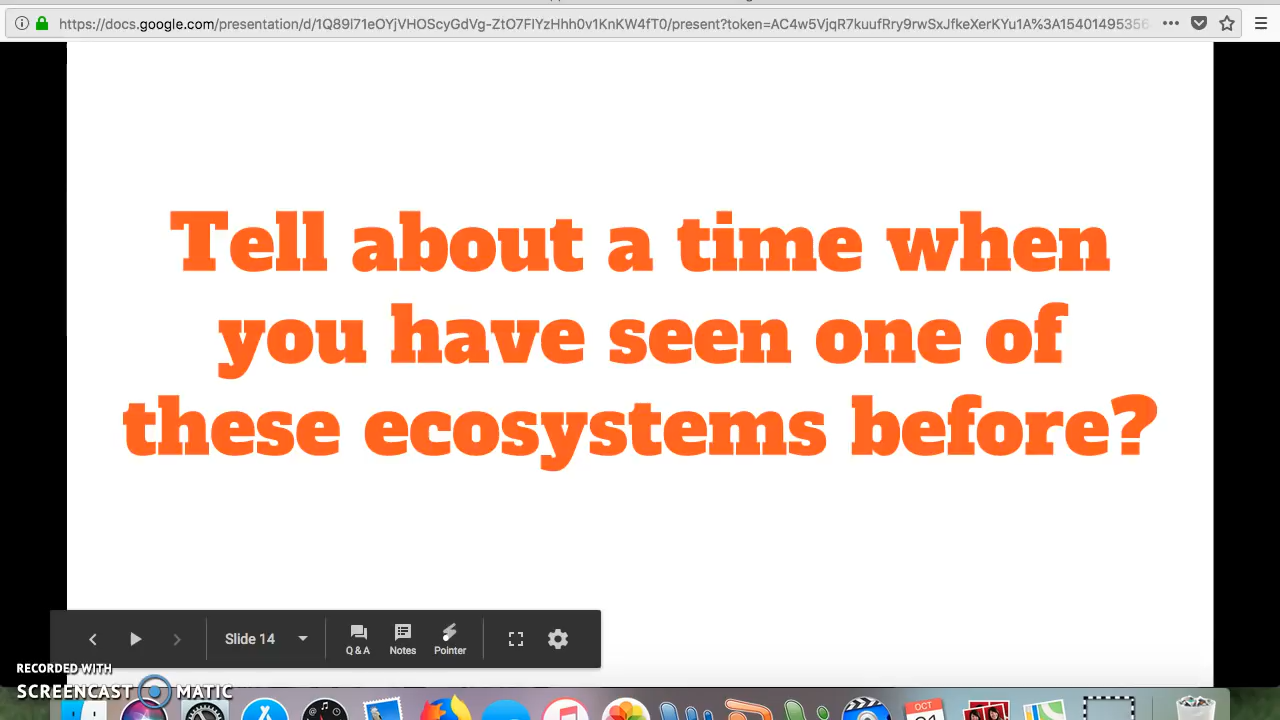 https://docs.google.com/presentation/d/1Q89l71eOYjVHOScyGdVg-ZtO7FIYzHhh0v1KnKW4fT0/present?token=AC4w5VjqR7kuufRry9rwSxJfkeXerKYu1A%3A1540149536
Tell about a time when
you have seen one of
these ecosystems before?
Slide 14
Q & A
Notes
Pointer
RECORDED WITH
SCREENCAST MATIC
OCT